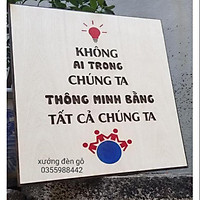 KHÔNG
AI TRONG
CHÚNG TA
THÔNG MINH BẰNG
TẤT CẢ CHÚNG TA
xưởng đèn gỗ
0355988442